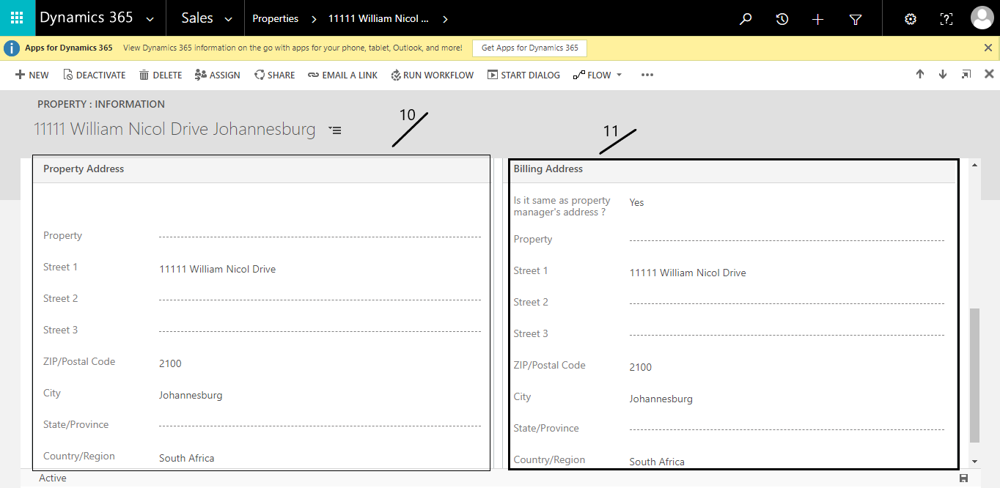 Dynamics 365 Sales Properties 11111 William Nicol ...
Apps for Dynamics 365 View Dynamics 365 information on the go with apps for your phone, tablet, Outlook, and more! Get Apps for Dynamics 365
NEW DEACTIVATE DELETE ASSIGN SHARE EMAIL A LINK RUN WORKFLOW START DIALOG FLOW
PROPERTY : INFORMATION
11111 William Nicol Drive Johannesburg
10
11
Property Address
Property
Street 1 11111 William Nicol Drive
Street 2
Street 3
ZIP/Postal Code 2100
City Johannesburg
State/Province
Country/Region South Africa
Billing Address
Is it same as property
manager's address ? Yes
Property
Street 1 11111 William Nicol Drive
Street 2
Street 3
ZIP/Postal Code 2100
City Johannesburg
State/Province
Country/Region South Africa
Active